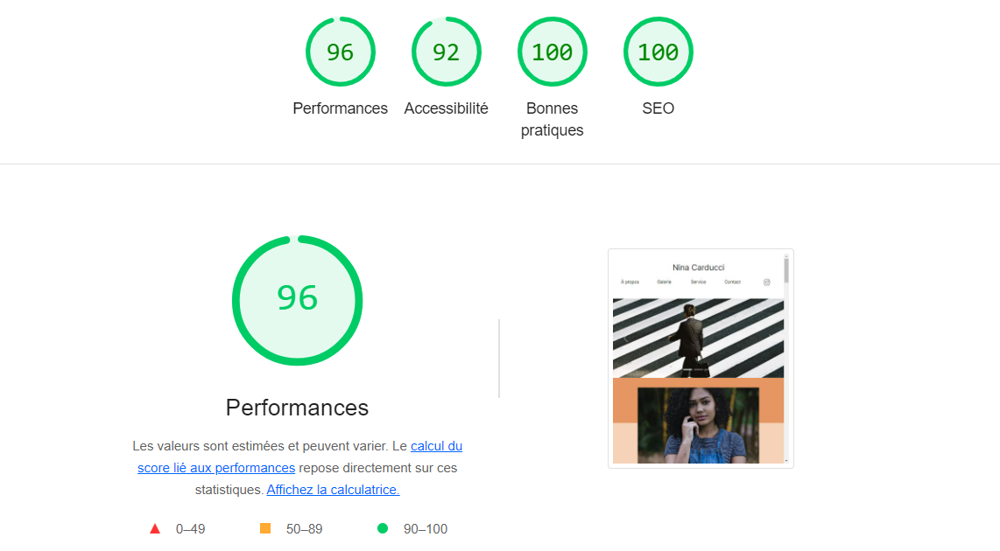 96
92
100
100
Performances
Accessibilité
Bonnes
pratiques
SEO
96
Performances
Les valeurs sont estimées et peuvent varier. Le calcul du
score lié aux performances repose directement sur ces
statistiques. Affichez la calculatrice.
0–49
50–89
90–100
Nina Carducci
À propos
Galerie
Service
Contact